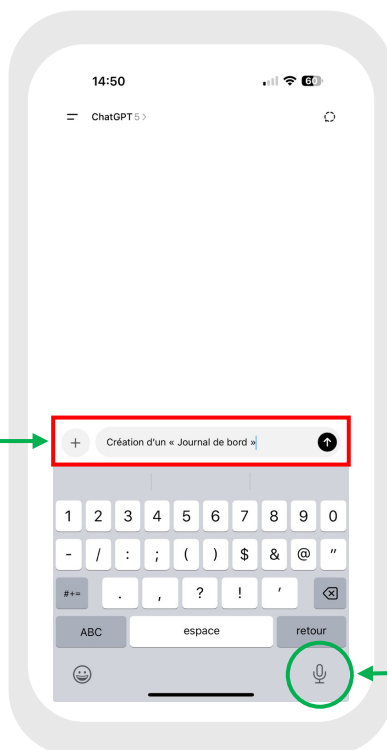 14:50
60
ChatGPT 5 >
+ Création d’un « Journal de bord »
1 2 3 4 5 6 7 8 9 0
- / : ; ( ) $ & @ "
#+= . , ? ! ’
ABC espace retour